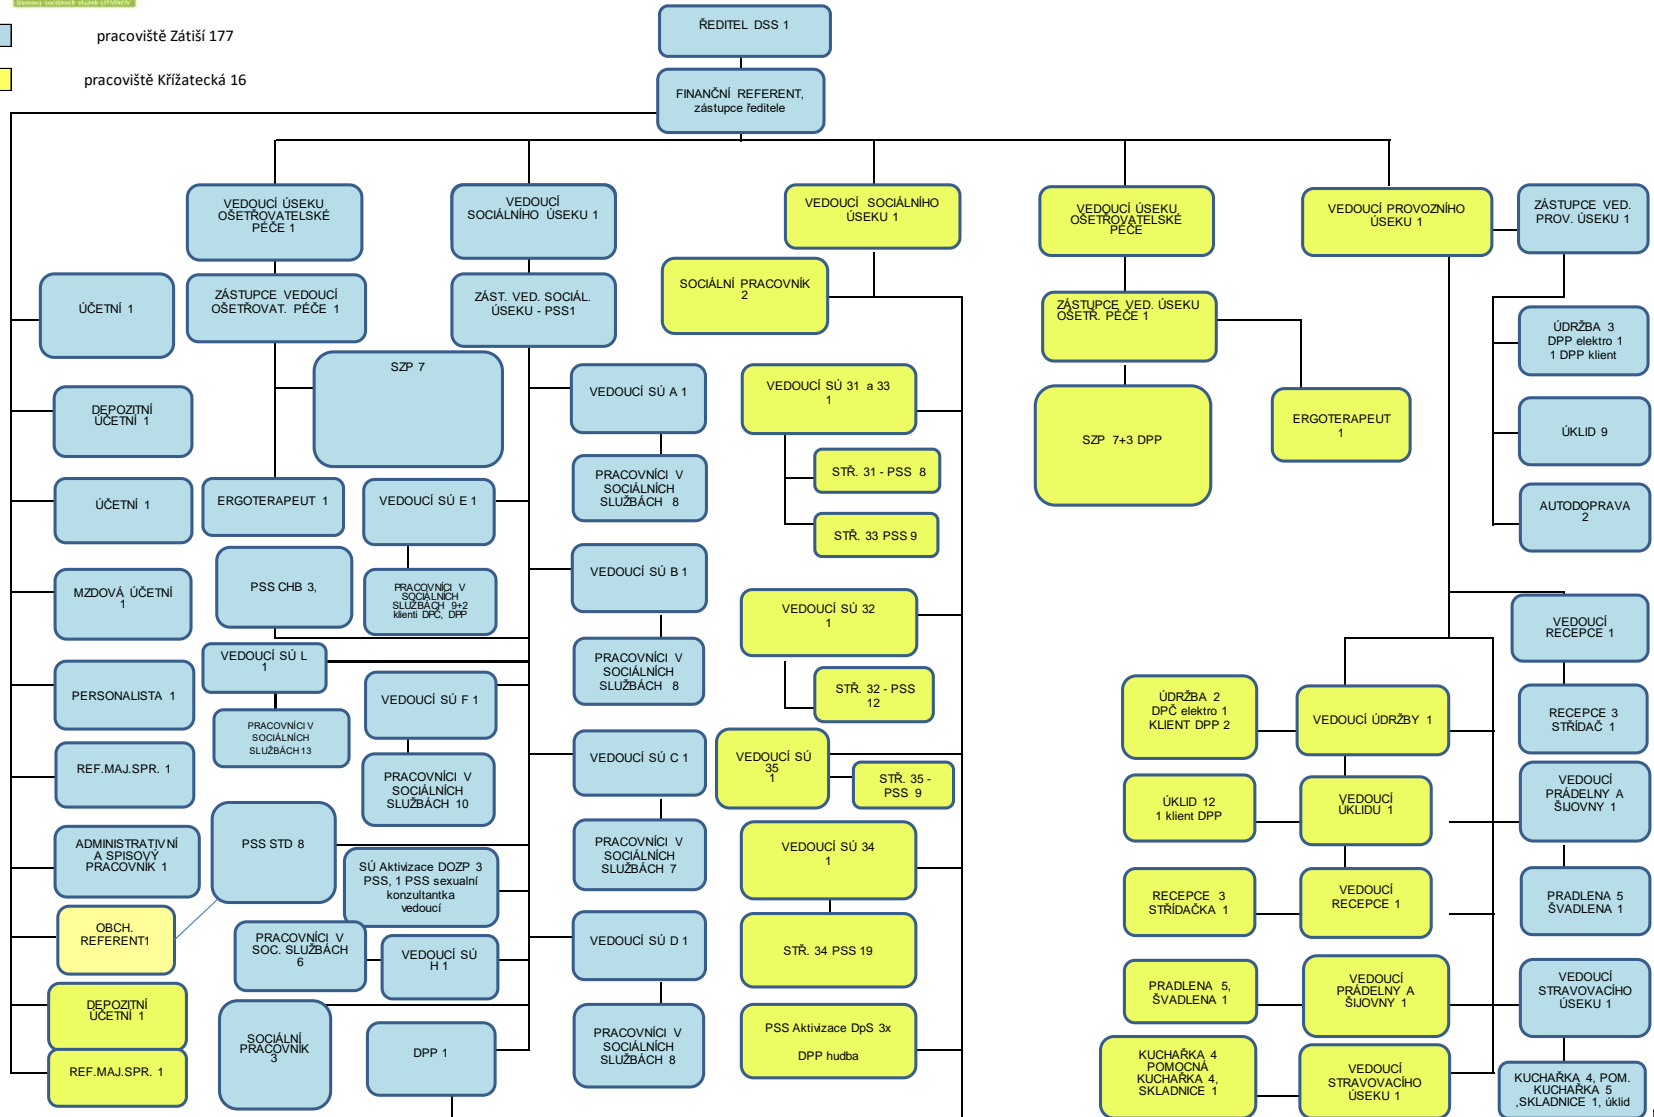 Domovy sociálních služeb LITVÍNOV
pracoviště Zátiší 177
pracoviště Křížatecká 16
ŘEDITEL DSS 1
FINANČNÍ REFERENT,
zástupce ředitele
VEDOUCÍ ÚSEKU
OŠETŘOVATELSKÉ
PÉČE 1
VEDOUCÍ
SOCIÁLNÍHO ÚSEKU 1
VEDOUCÍ SOCIÁLNÍHO
ÚSEKU 1
VEDOUCÍ ÚSEKU
OŠETŘOVATELSKÉ
PÉČE
VEDOUCÍ PROVOZNÍHO
ÚSEKU 1
ZÁSTUPCE VED.
PROV. ÚSEKU 1
ÚČETNÍ 1
ZÁSTUPCE VEDOUCÍ
OŠETŘOVAT. PÉČE 1
ZÁST. VED. SOCIÁL.
ÚSEKU - PSS1
SOCIÁLNÍ PRACOVNÍK
2
ZÁSTUPCE VED. ÚSEKU
OŠETŘ. PÉČE 1
ÚDRŽBA 3
DPP elektro 1
1 DPP klient
SZP 7
VEDOUCÍ SÚ A 1
VEDOUCÍ SÚ 31 a 33
1
DEPOZITNÍ
ÚČETNÍ 1
SZP 7+3 DPP
ERGOTERAPEUT
1
ÚKLID 9
PRACOVNÍCI V
SOCIÁLNÍCH
SLUŽBÁCH 8
STŘ. 31 - PSS 8
ÚČETNÍ 1
ERGOTERAPEUT 1
VEDOUCÍ SÚ E 1
AUTODOPRAVA
2
STŘ. 33 PSS 9
VEDOUCÍ SÚ B 1
MZDOVÁ ÚČETNÍ
1
PSS CHB 3,
PRACOVNÍCI V
SOCIÁLNÍCH
SLUŽBÁCH 9+2
klienti DPČ, DPP
VEDOUCÍ SÚ 32
1
VEDOUCÍ
RECEPCE 1
VEDOUCÍ SÚ L
1
PRACOVNÍCI V
SOCIÁLNÍCH
SLUŽBÁCH 8
STŘ. 32 - PSS
12
PERSONALISTA 1
VEDOUCÍ SÚ F 1
ÚDRŽBA 2
DPČ elektro 1
KLIENT DPP 2
VEDOUCÍ ÚDRŽBY 1
RECEPCE 3
STŘÍDAČ 1
PRACOVNÍCI V
SOCIÁLNÍCH
SLUŽBÁCH 13
REF.MAJ.SPR. 1
VEDOUCÍ SÚ C 1
VEDOUCÍ SÚ
35
1
STŘ. 35 -
PSS 9
PRACOVNÍCI V
SOCIÁLNÍCH
SLUŽBÁCH 10
ÚKLID 12
1 klient DPP
VEDOUCÍ
ÚKLIDU 1
VEDOUCÍ
PRÁDELNY A
ŠIJOVNY 1
ADMINISTRATIVNÍ
A SPISOVÝ
PRACOVNÍK 1
PSS STD 8
SÚ Aktivizace DOZP 3
PSS, 1 PSS sexualní
konzultantka
vedoucí
PRACOVNÍCI V
SOCIÁLNÍCH
SLUŽBÁCH 7
VEDOUCÍ SÚ 34
1
RECEPCE 3
STŘÍDAČKA 1
VEDOUCÍ
RECEPCE 1
PRADLENA 5
ŠVADLENA 1
OBCH.
REFERENT1
PRACOVNÍCI V
SOC. SLUŽBÁCH
6
VEDOUCÍ SÚ
H 1
VEDOUCÍ SÚ D 1
STŘ. 34 PSS 19
PRADLENA 5,
ŠVADLENA 1
VEDOUCÍ
PRÁDELNY A
ŠIJOVNY 1
VEDOUCÍ
STRAVOVACÍHO
ÚSEKU 1
DEPOZITNÍ
ÚČETNÍ 1
SOCIÁLNÍ
PRACOVNÍK
3
DPP 1
PRACOVNÍCI V
SOCIÁLNÍCH
SLUŽBÁCH 8
PSS Aktivizace DpS 3x
DPP hudba
REF.MAJ.SPR. 1
KUCHAŘKA 4
POMOCNÁ
KUCHAŘKA 4,
SKLADNICE 1
VEDOUCÍ
STRAVOVACÍHO
ÚSEKU 1
KUCHAŘKA 4, POM.
KUCHAŘKA 5
,SKLADNICE 1, úklid